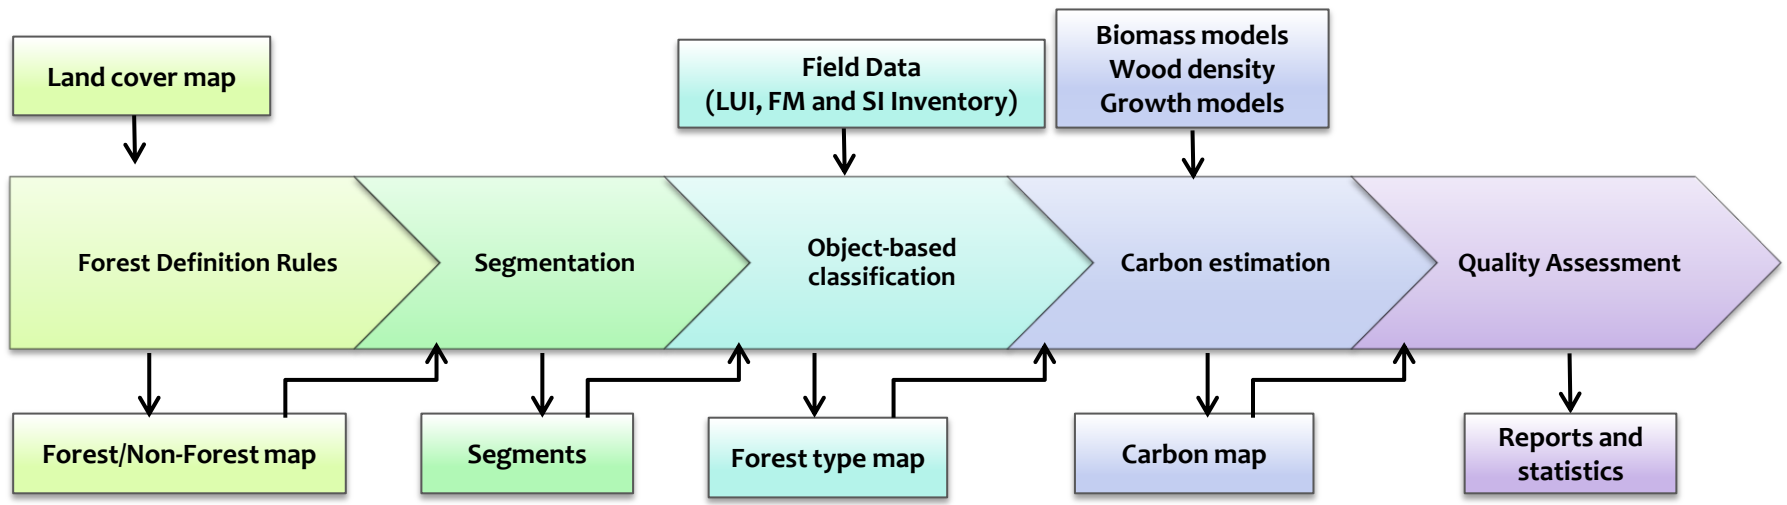 Land cover map
Field Data
(LUI, FM and SI Inventory)
Biomass models
Wood density
Growth models
Forest Definition Rules
Segmentation
Object-based
classification
Carbon estimation
Quality Assessment
Forest/Non-Forest map
Segments
Forest type map
Carbon map
Reports and
statistics